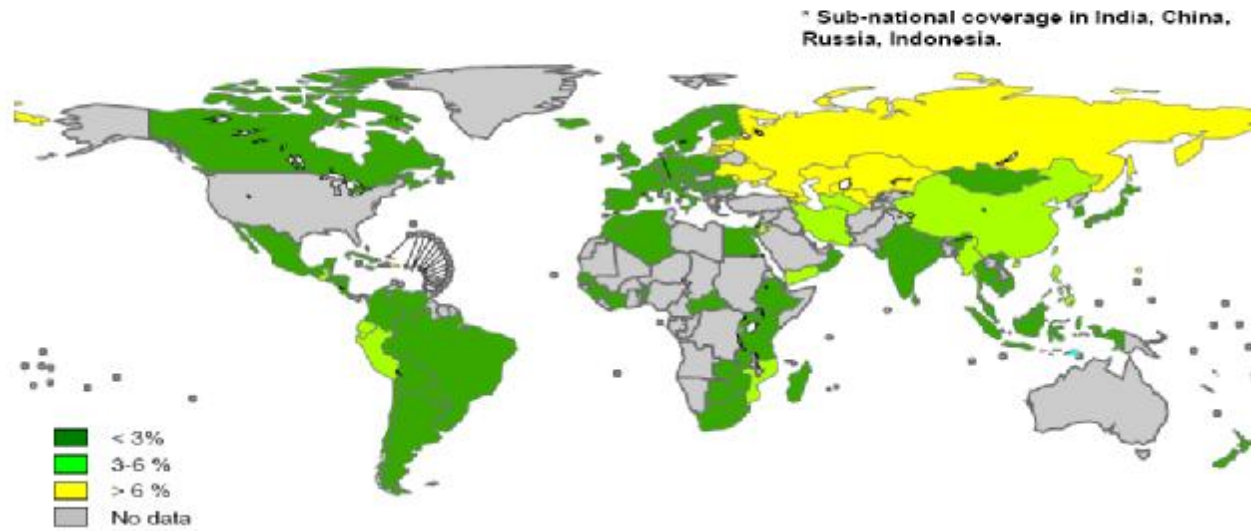 * Sub-national coverage in India, China,
Russia, Indonesia.
< 3%
3-6 %
> 6 %
No data